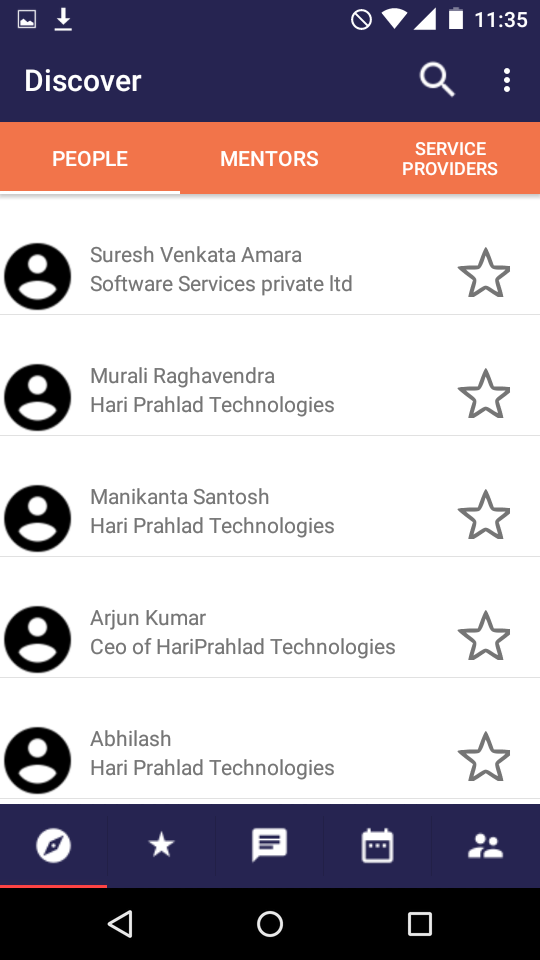 11:35
Discover
PEOPLE
MENTORS
SERVICE
PROVIDERS
Suresh Venkata Amara
Software Services private ltd
Murali Raghavendra
Hari Prahlad Technologies
Manikanta Santosh
Hari Prahlad Technologies
Arjun Kumar
Ceo of HariPrahlad Technologies
Abhilash
Hari Prahlad Technologies